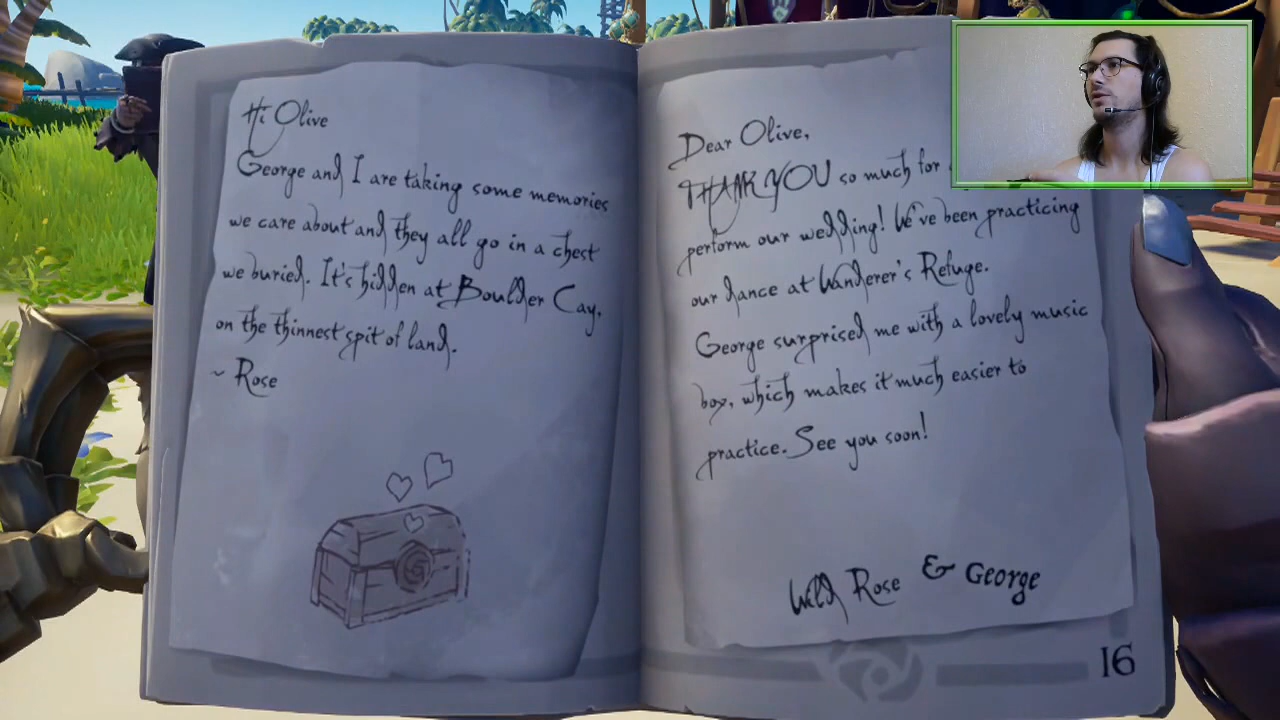 Hi Olive
George and I are taking some memories
we care about and they all go in a chest
we buried. It's hidden at Boulder Cay,
on the thinnest spit of land.
~ Rose
Dear Olive,
THANK YOU so much for
perform our wedding! We've been practicing
our dance at Wanderer's Refuge.
George surprised me with a lovely music
box, which makes it much easier to
practice. See you soon!
Wild Rose & George
16